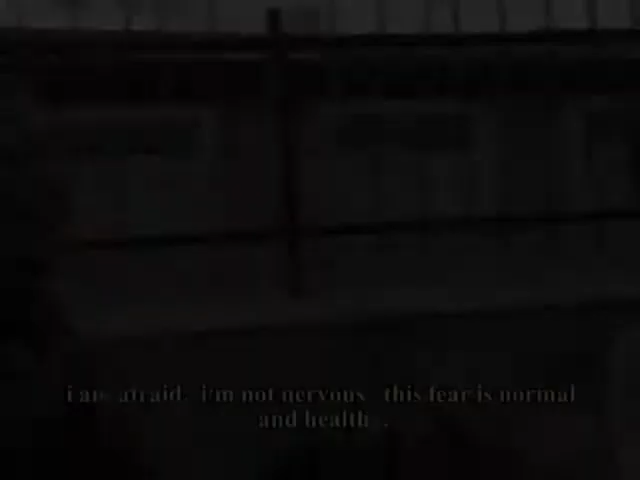 i am afraid. i'm not nervous. this fear is normal
and health